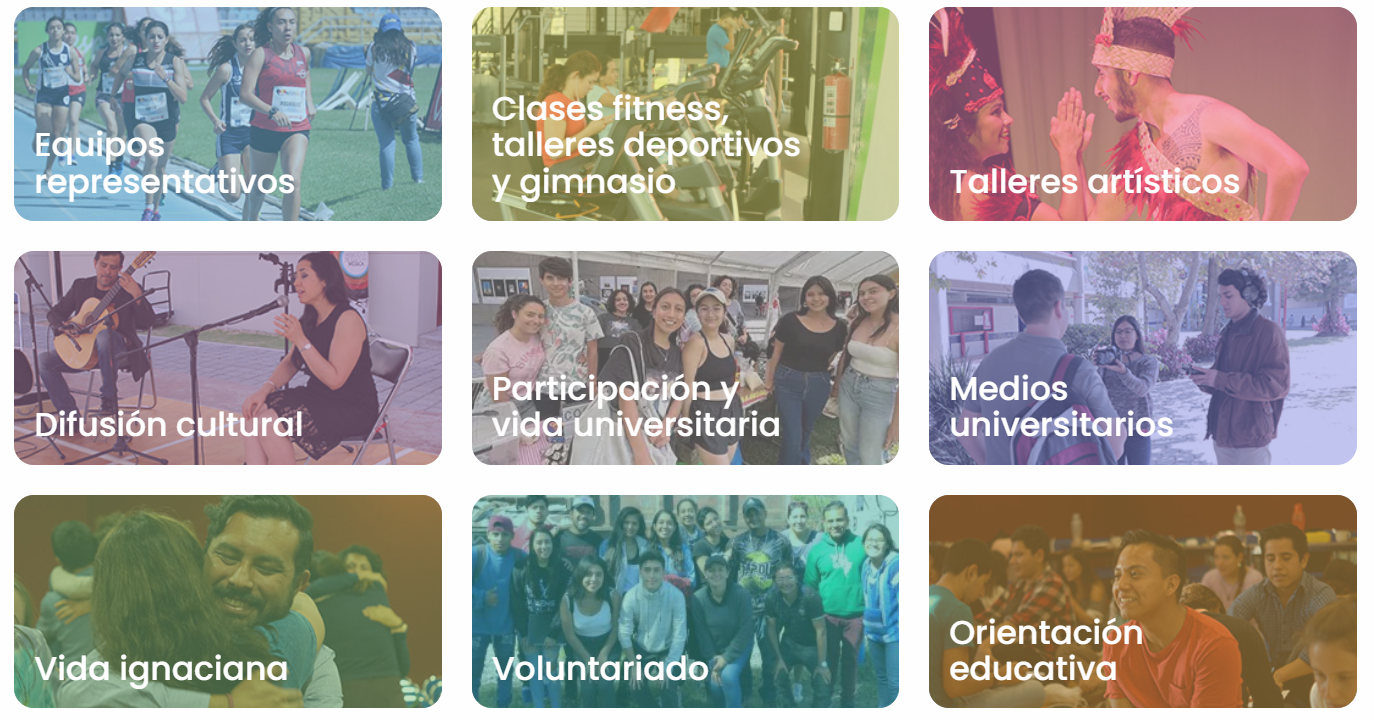 Equipos
representativos
Clases fitness,
talleres deportivos
y gimnasio
Talleres artísticos
Difusión cultural
Participación y
vida universitaria
Medios
universitarios
Vida ignaciana
Voluntariado
Orientación
educativa